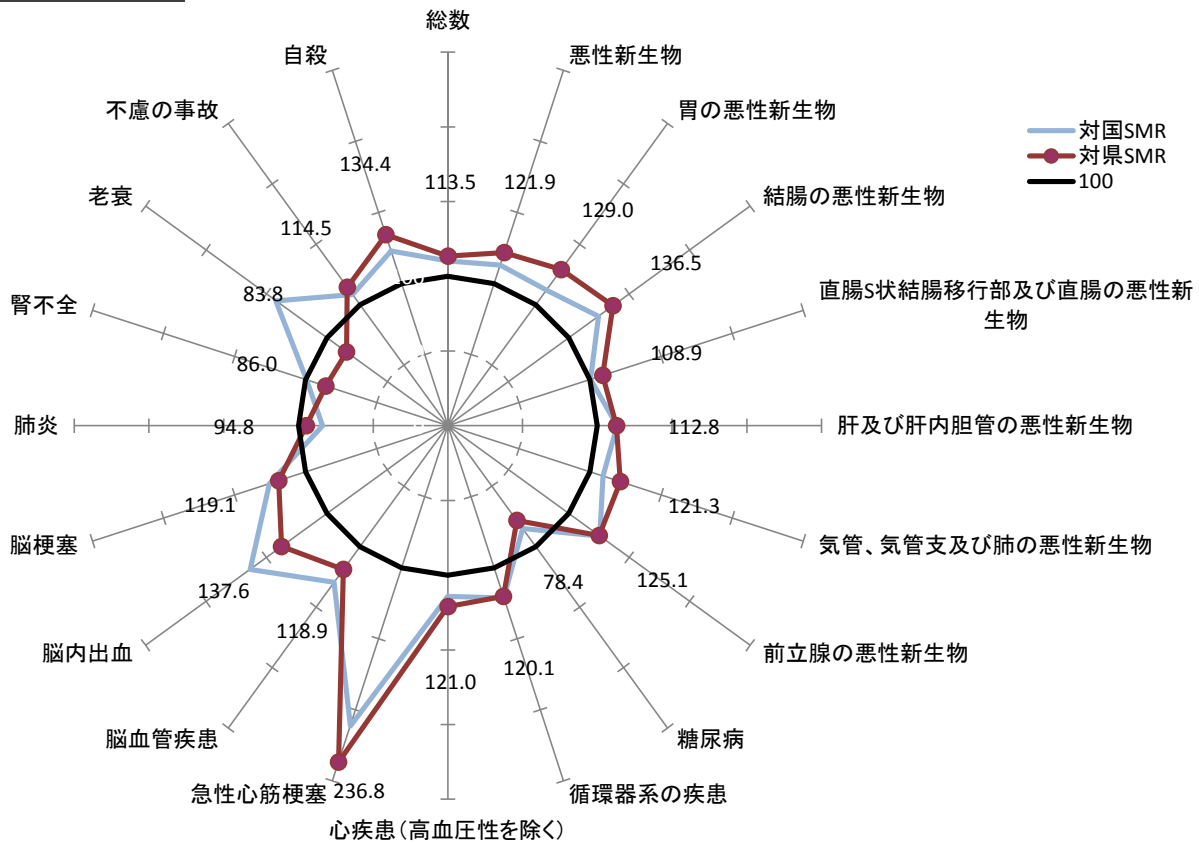 総数
自殺
悪性新生物
不慮の事故
胃の悪性新生物
対国SMR
対県SMR
100
134.4
113.5
121.9
老衰
結腸の悪性新生物
114.5
129.0
136.5
直腸S状結腸移行部及び直腸の悪性新
生物
83.8
腎不全
86.0
108.9
肺炎
94.8
112.8
肝及び肝内胆管の悪性新生物
119.1
121.3
脳梗塞
気管、気管支及び肺の悪性新生物
137.6
78.4
125.1
脳内出血
118.9
前立腺の悪性新生物
121.0
120.1
脳血管疾患
糖尿病
急性心筋梗塞
236.8
循環器系の疾患
心疾患(高血圧性を除く)